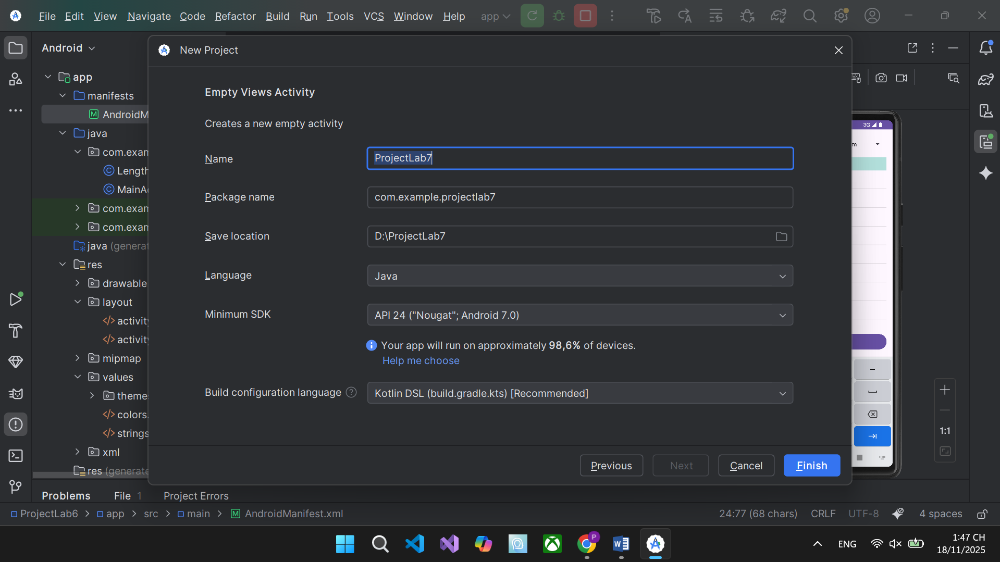 File Edit View Navigate Code Refactor Build Run Tools VCS Window Help app
Android
app
manifests
AndroidM
java
com.exam
Length
MainAc
com.exam
com.exam
java (generat
res
drawable
layout
activity
activity
mipmap
values
theme
colors.
strings
xml
res (generate
New Project
Empty Views Activity
Creates a new empty activity
Name
ProjectLab7
Package name
com.example.projectlab7
Save location
D:\ProjectLab7
Language
Java
Minimum SDK
API 24 ("Nougat"; Android 7.0)
Your app will run on approximately 98,6% of devices.
Help me choose
Build configuration language ?
Kotlin DSL (build.gradle.kts) [Recommended]
Previous Next Cancel Finish
3G
m
1:1
Problems File 1 Project Errors
ProjectLab6 > app > src > main > M AndroidManifest.xml 24:77 (68 chars) CRLF UTF-8 4 spaces
P
W
ENG
1:47 CH
18/11/2025